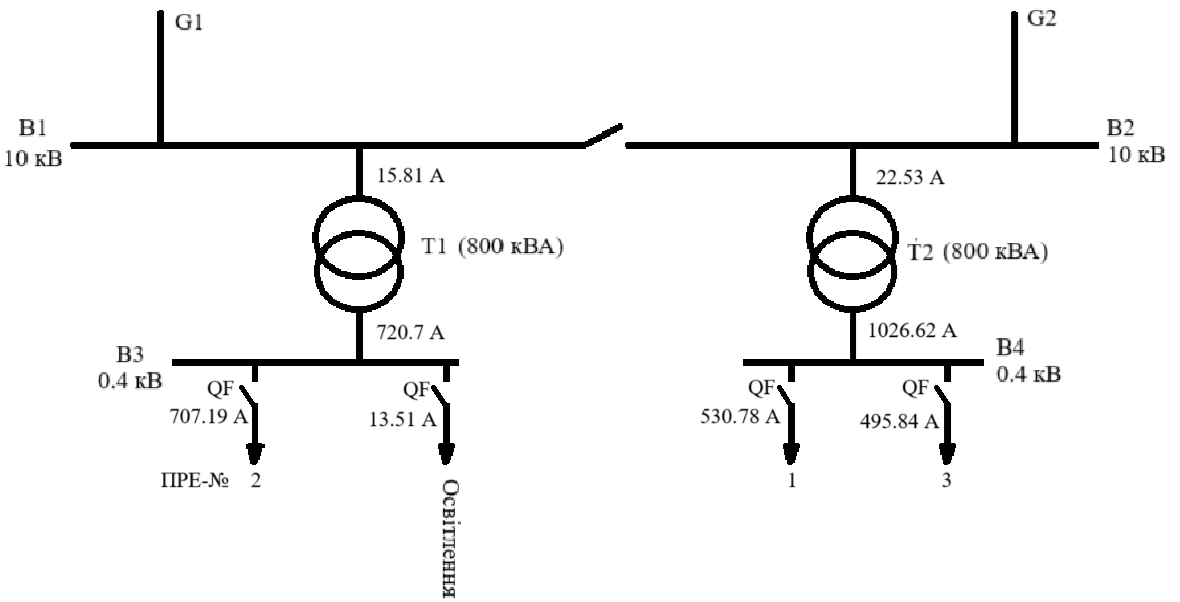 G1
G2
B1
10 кВ
B2
10 кВ
15.81 А
22.53 А
Т1 (800 кВА)
Т2 (800 кВА)
720.7 А
1026.62 А
B3
0.4 кВ
B4
0.4 кВ
QF
707.19 А
QF
13.51 А
QF
530.78 А
QF
495.84 А
ПРЕ-№ 2
Освітлення
1
3